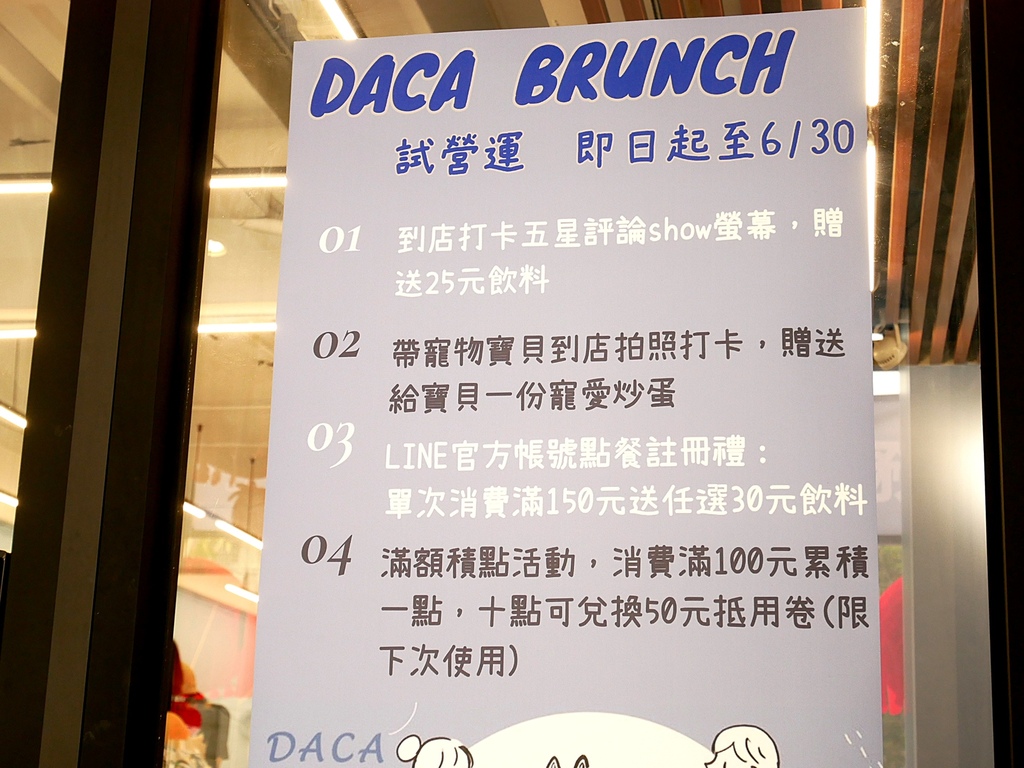 DACA BRUNCH
試營運 即日起至6/30
01 到店打卡五星評論show螢幕，贈
送25元飲料
02 帶寵物寶貝到店拍照打卡，贈送
給寶貝一份寵愛炒蛋
03 LINE官方帳號點餐註冊禮：
單次消費滿150元送任選30元飲料
04 滿額積點活動，消費滿100元累積
一點，十點可兌換50元抵用卷(限
下次使用)
DACA